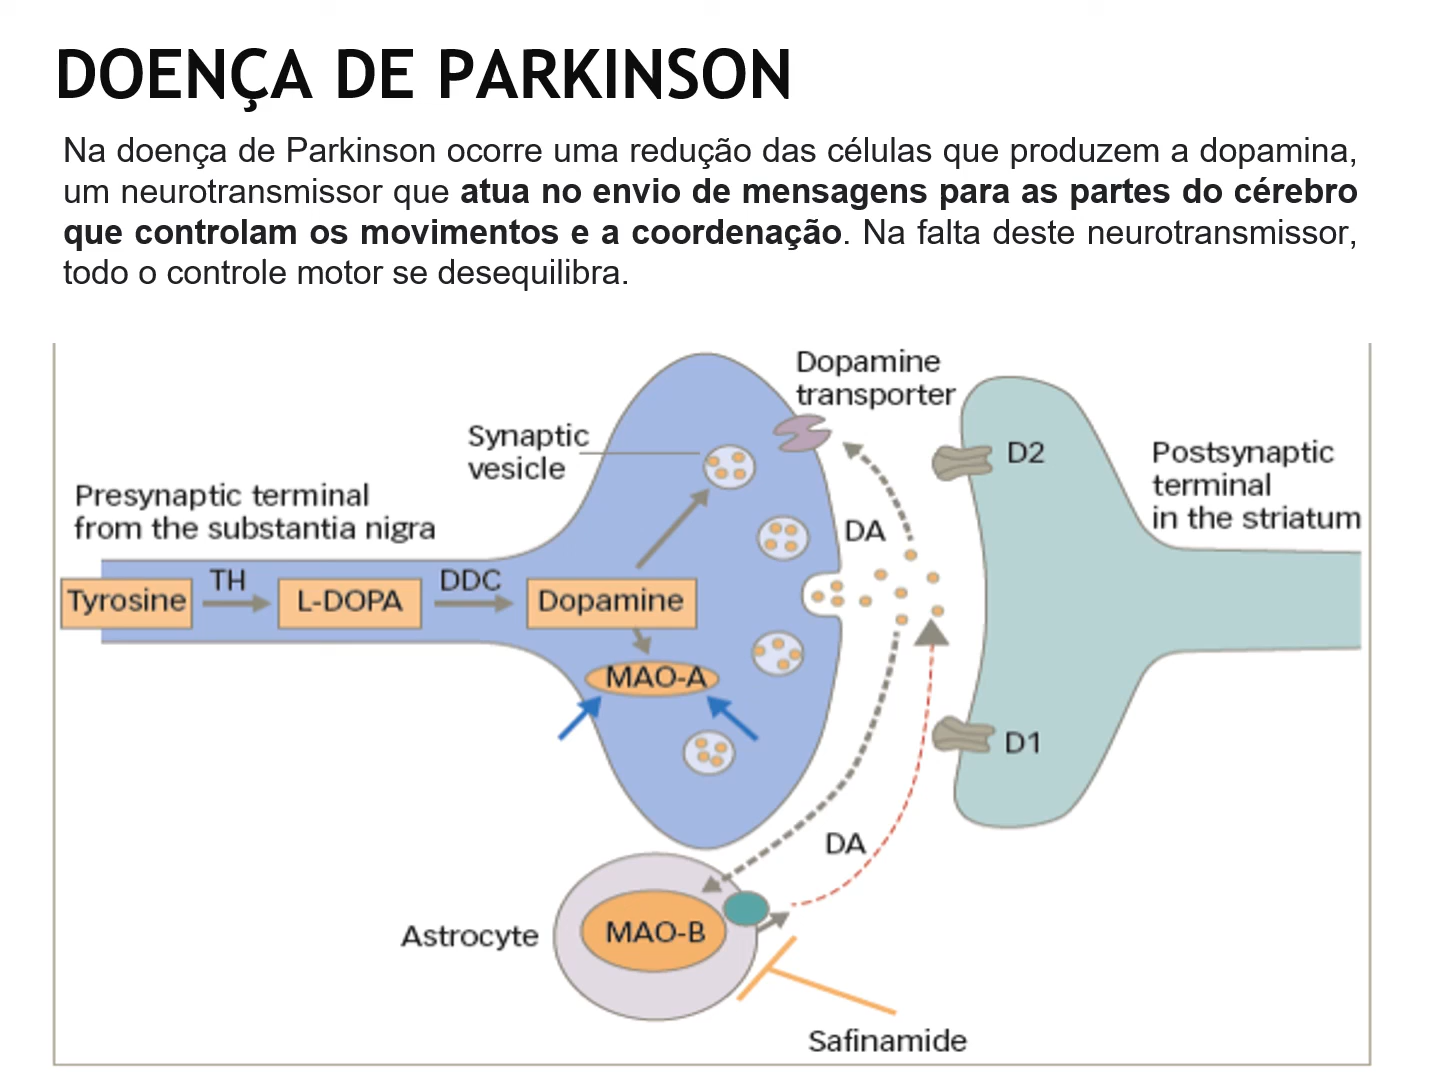 DOENÇA DE PARKINSON
Na doença de Parkinson ocorre uma redução das células que produzem a dopamina,
um neurotransmissor que atua no envio de mensagens para as partes do cérebro
que controlam os movimentos e a coordenação. Na falta deste neurotransmissor,
todo o controle motor se desequilibra.
Dopamine
transporter
Synaptic
vesicle
D2
Postsynaptic
terminal
in the striatum
Presynaptic terminal
from the substantia nigra
DA
Tyrosine
TH
L-DOPA
DDC
Dopamine
MAO-A
D1
DA
Astrocyte
MAO-B
Safinamide